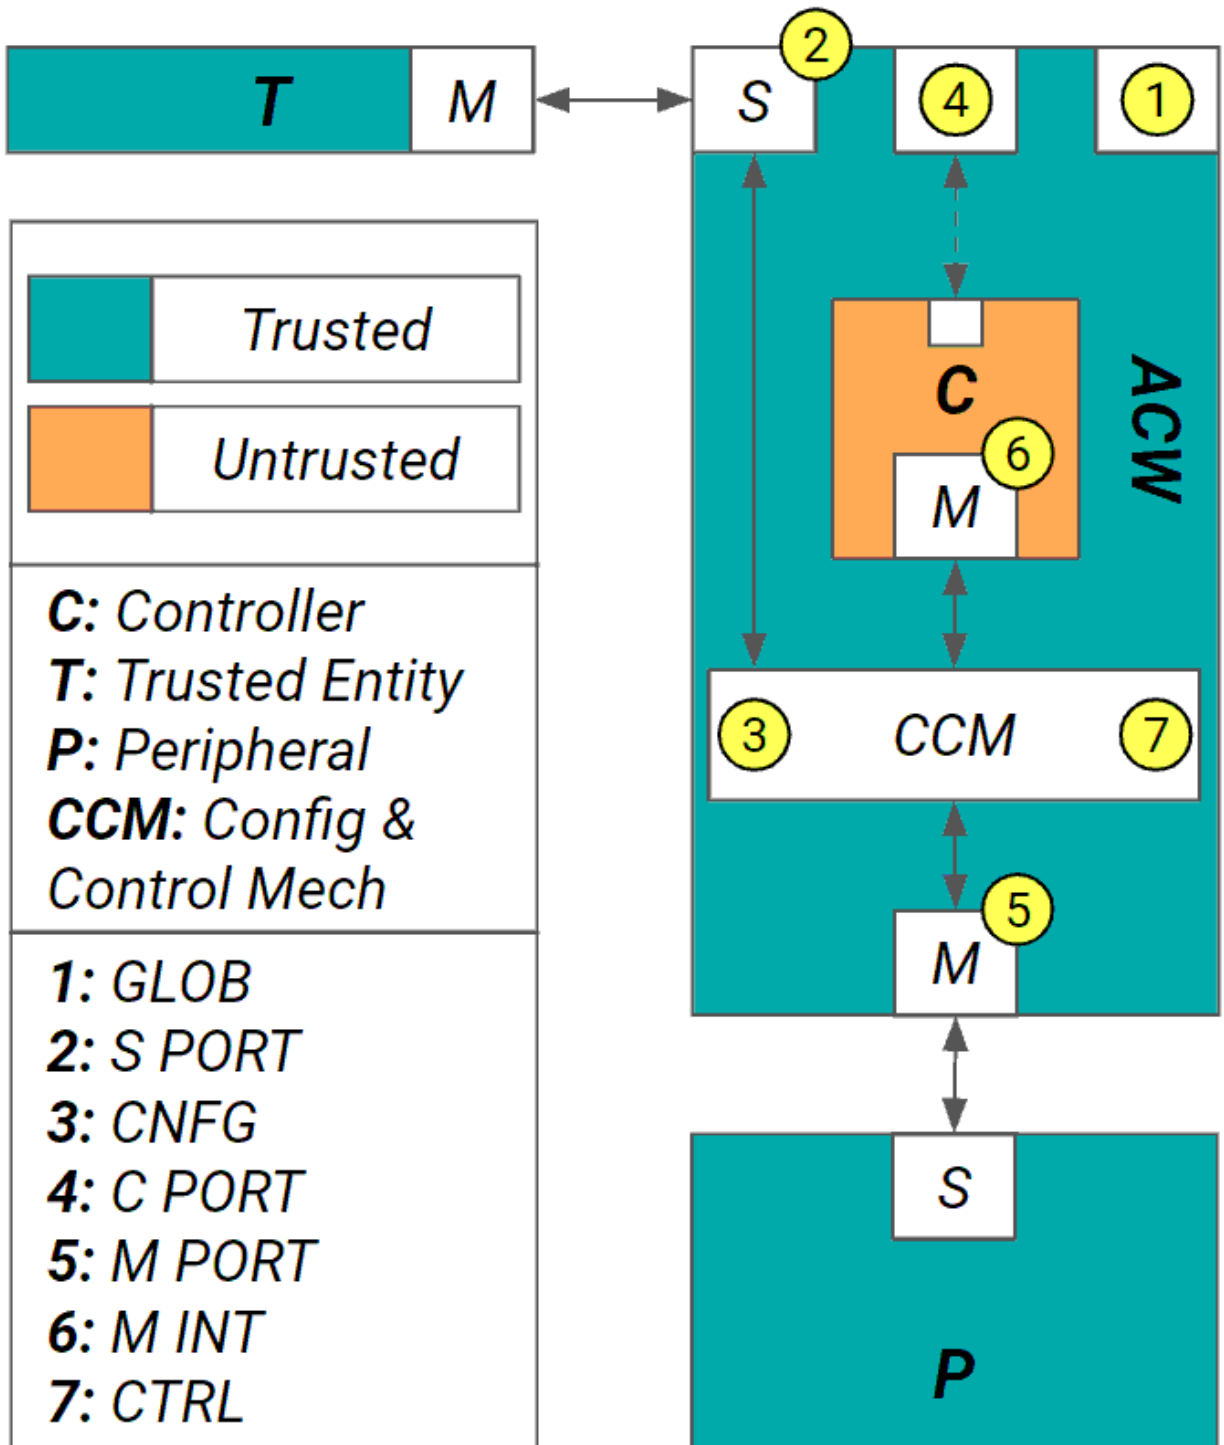 T
M
S
2
4
1
Trusted
Untrusted
C: Controller
T: Trusted Entity
P: Peripheral
CCM: Config &
Control Mech
1: GLOB
2: S PORT
3: CNFG
4: C PORT
5: M PORT
6: M INT
7: CTRL
C
6
M
ACW
3
CCM
7
5
M
S
P